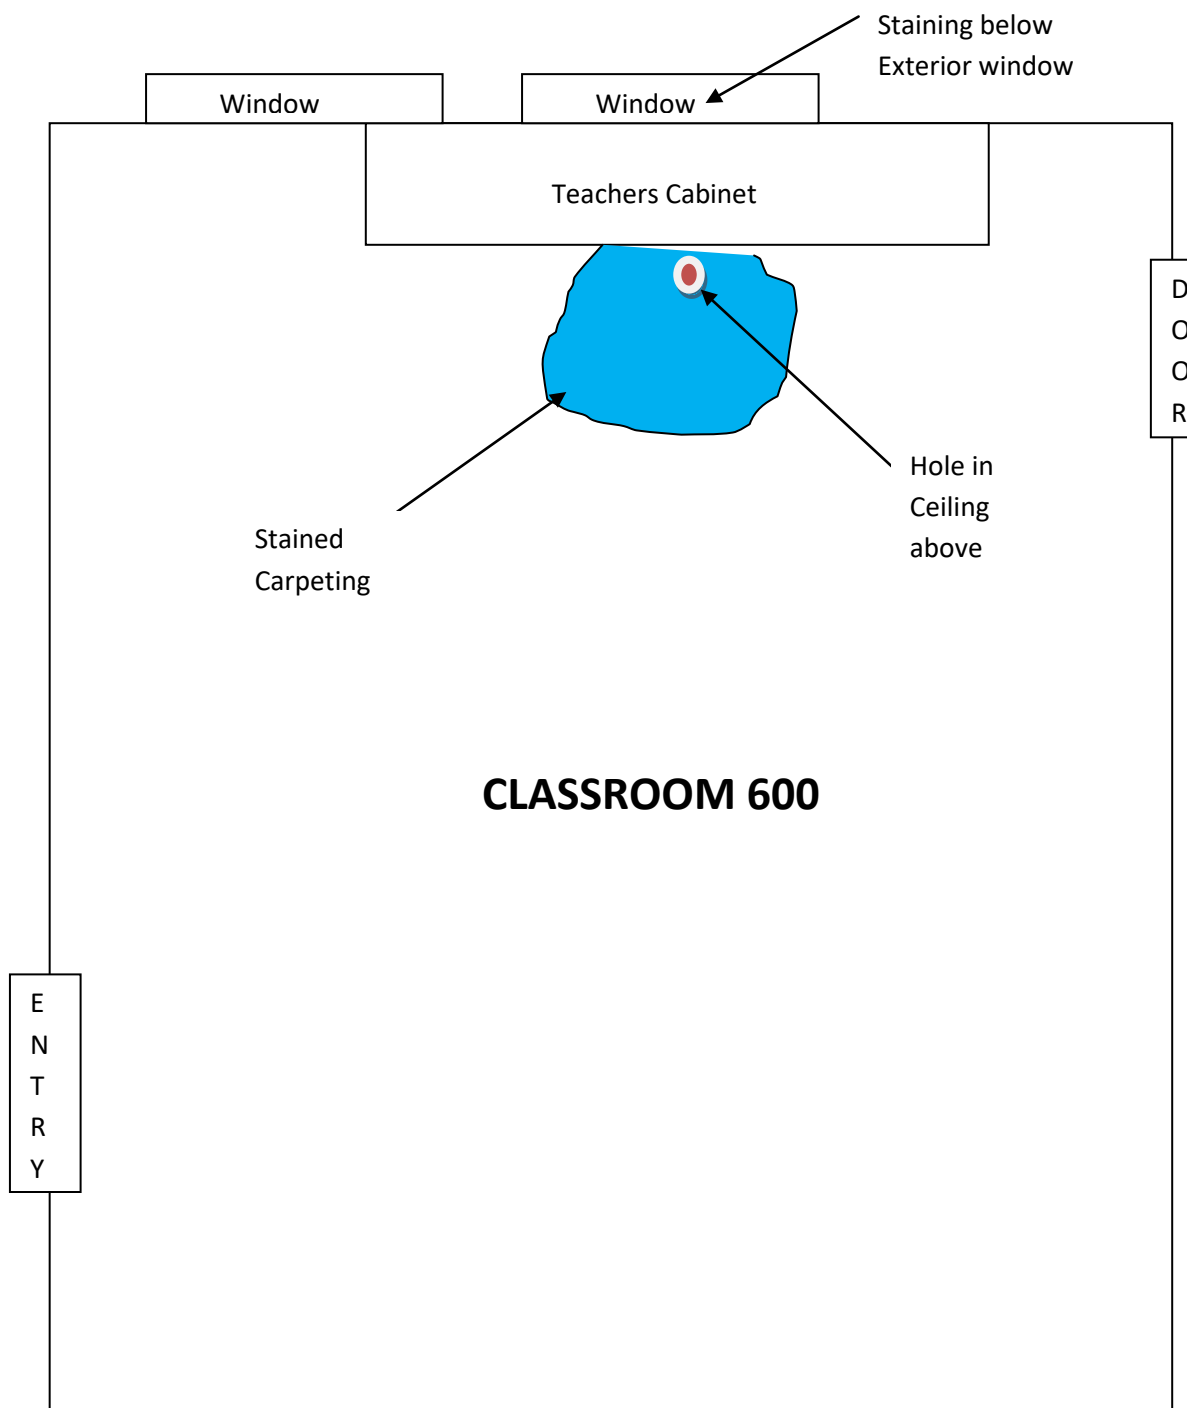 Staining below
Exterior window
Window
Window
Teachers Cabinet
D
O
O
R
Hole in
Ceiling
above
Stained
Carpeting
CLASSROOM 600
E
N
T
R
Y